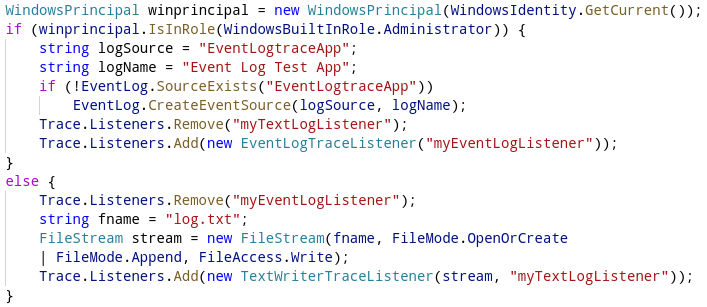 WindowsPrincipal winprincipal = new WindowsPrincipal(WindowsIdentity.GetCurrent());
if (winprincipal.IsInRole(WindowsBuiltInRole.Administrator)) {
    string logSource = "EventLogtraceApp";
    string logName = "Event Log Test App";
    if (!EventLog.SourceExists("EventLogtraceApp"))
        EventLog.CreateEventSource(logSource, logName);
    Trace.Listeners.Remove("myTextLogListener");
    Trace.Listeners.Add(new EventLogTraceListener("myEventLogListener"));
}
else {
    Trace.Listeners.Remove("myEventLogListener");
    string fname = "log.txt";
    FileStream stream = new FileStream(fname, FileMode.OpenOrCreate
    | FileMode.Append, FileAccess.Write);
    Trace.Listeners.Add(new TextWriterTraceListener(stream, "myTextLogListener"));
}